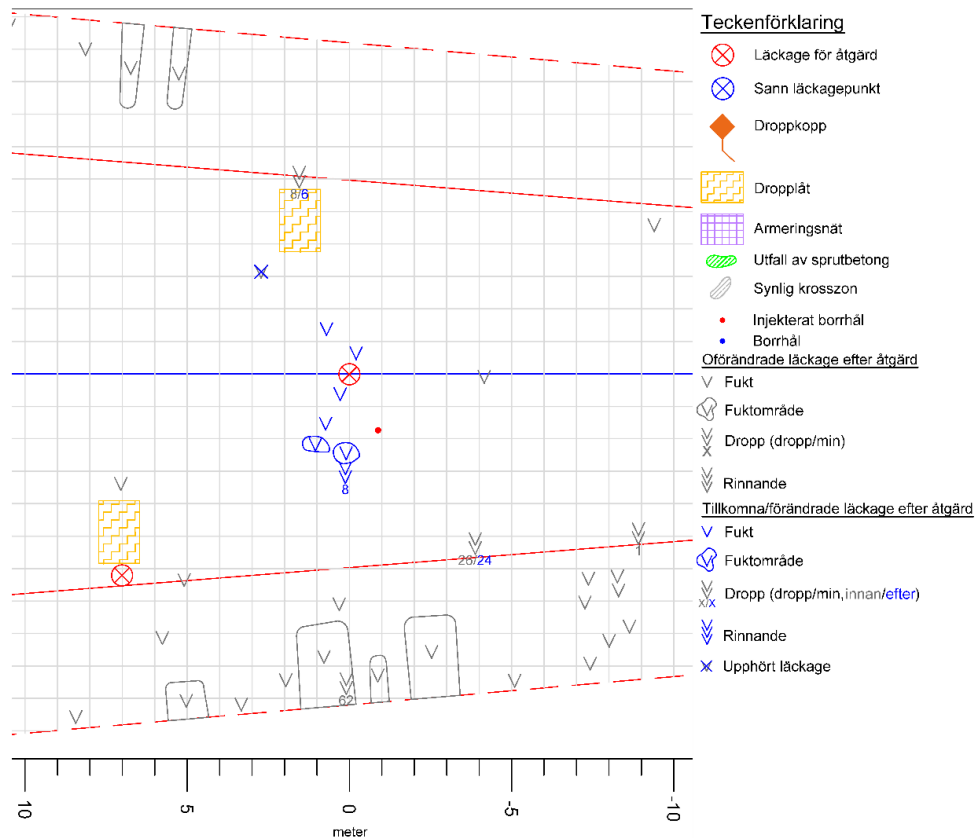 Teckenförklaring
Läckage för åtgärd
Sann läckagepunkt
Droppkopp
Dropplåt
Armeringsnät
Utfall av sprutbetong
Synlig krosszon
Injekterat borrhål
Borrhål
Oförändrade läckage efter åtgärd
Fukt
Fuktområde
Dropp (dropp/min)
x
Rinnande
Tillkomna/förändrade läckage efter åtgärd
Fukt
Fuktområde
Dropp (dropp/min,innan/efter)
x/x
Rinnande
Upphört läckage
8/6
8
28/24
1
62
10
5
0
-5
-10
meter